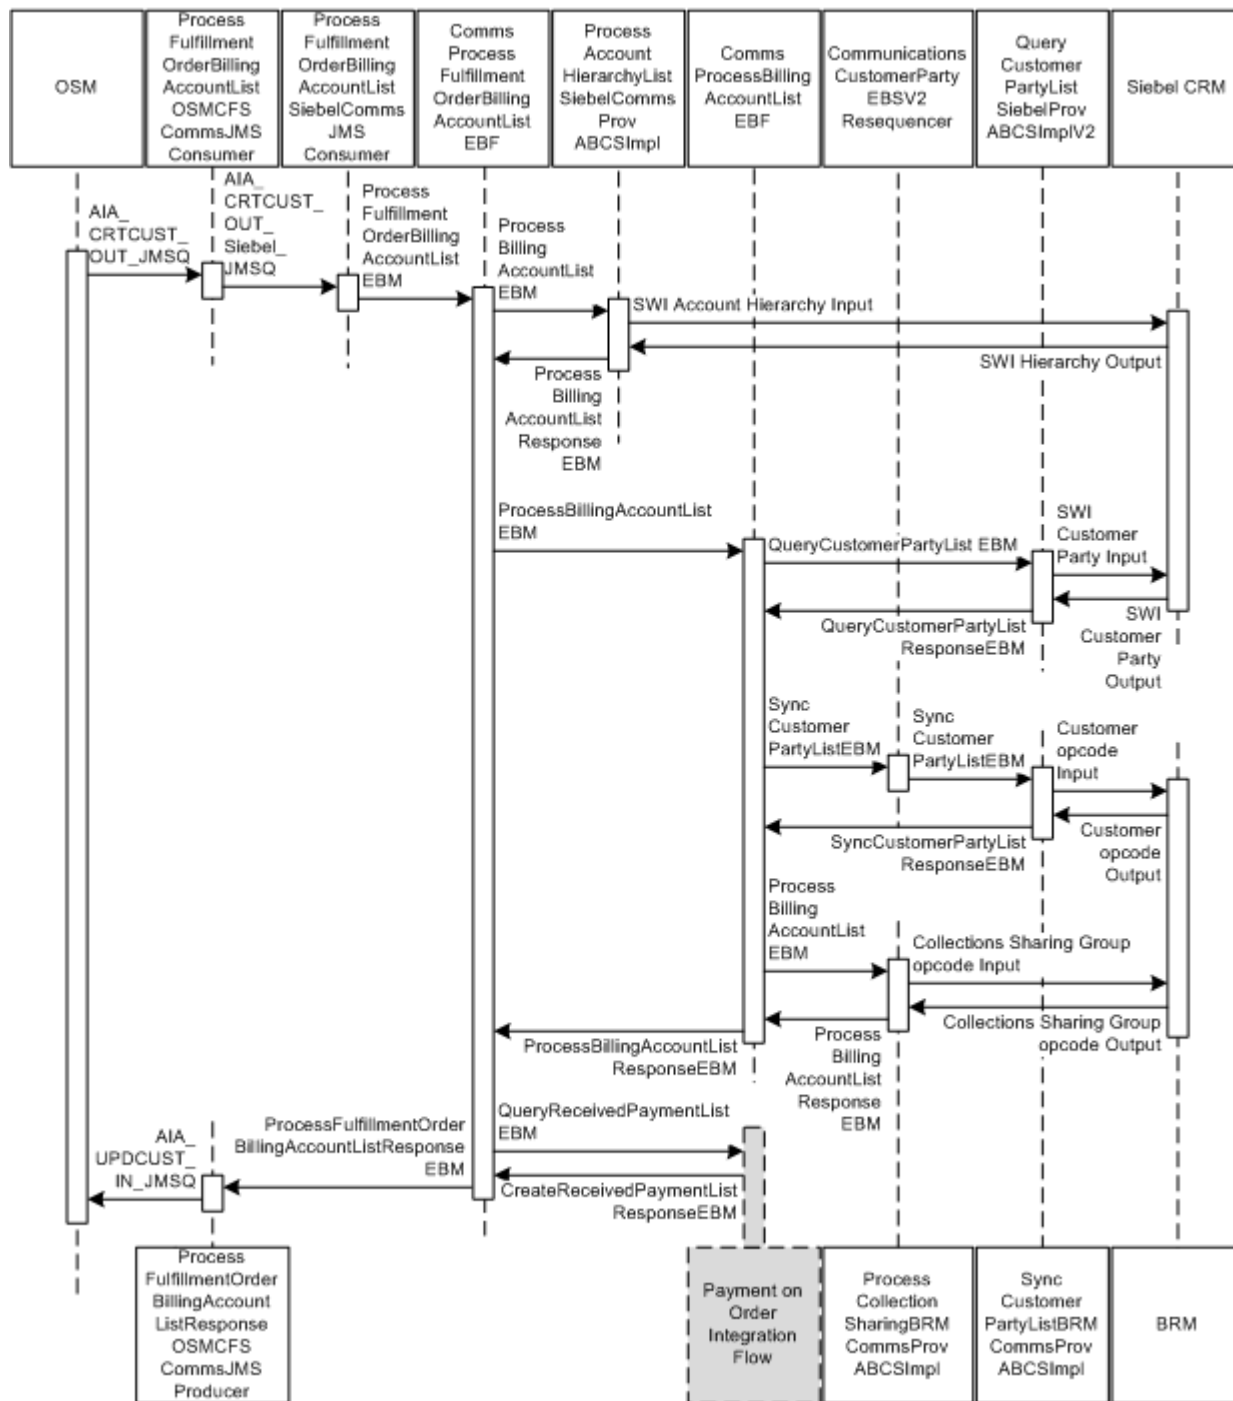 OSM
Process
Fulfillment
OrderBilling
AccountList
OSMCFS
CommsJMS
Consumer
Process
Fulfillment
OrderBilling
AccountList
SiebelComms
JMS
Consumer
Comms
Process
Fulfillment
OrderBilling
AccountList
EBF
Process
Account
HierarchyList
SiebelComms
Prov
ABCSImpl
Comms
ProcessBilling
AccountList
EBF
Communications
CustomerParty
EBSV2
Resequencer
Query
Customer
PartyList
SiebelProv
ABCSImplV2
Siebel CRM
AIA_
CRTCUST_
OUT_JMSQ
AIA_
CRTCUST_
OUT_
Siebel_
JMSQ
Process
Fulfillment
OrderBilling
AccountList
EBM
Process
Billing
AccountList
EBM
SWI Account Hierarchy Input
SWI Hierarchy Output
Process
Billing
AccountList
Response
EBM
ProcessBillingAccountList
EBM
QueryCustomerPartyList EBM
SWI
Customer
Party Input
QueryCustomerPartyList
ResponseEBM
SWI
Customer
Party
Output
Sync
Customer
PartyListEBM
Sync
Customer
PartyListEBM
Customer
opcode
Input
SyncCustomerPartyList
ResponseEBM
Customer
opcode
Output
Process
Billing
AccountList
EBM
Collections Sharing Group
opcode Input
Collections Sharing Group
opcode Output
Process
Billing
AccountList
Response
EBM
ProcessBillingAccountList
ResponseEBM
QueryReceivedPaymentList
EBM
CreateReceivedPaymentList
ResponseEBM
ProcessFulfillmentOrder
BillingAccountListResponse
EBM
AIA_
UPDCUST_
IN_JMSQ
Process
FulfillmentOrder
BillingAccount
ListResponse
OSMCFS
CommsJMS
Producer
Payment on
Order
Integration
Flow
Process
Collection
SharingBRM
CommsProv
ABCSImpl
Sync
Customer
PartyListBRM
CommsProv
ABCSImpl
BRM